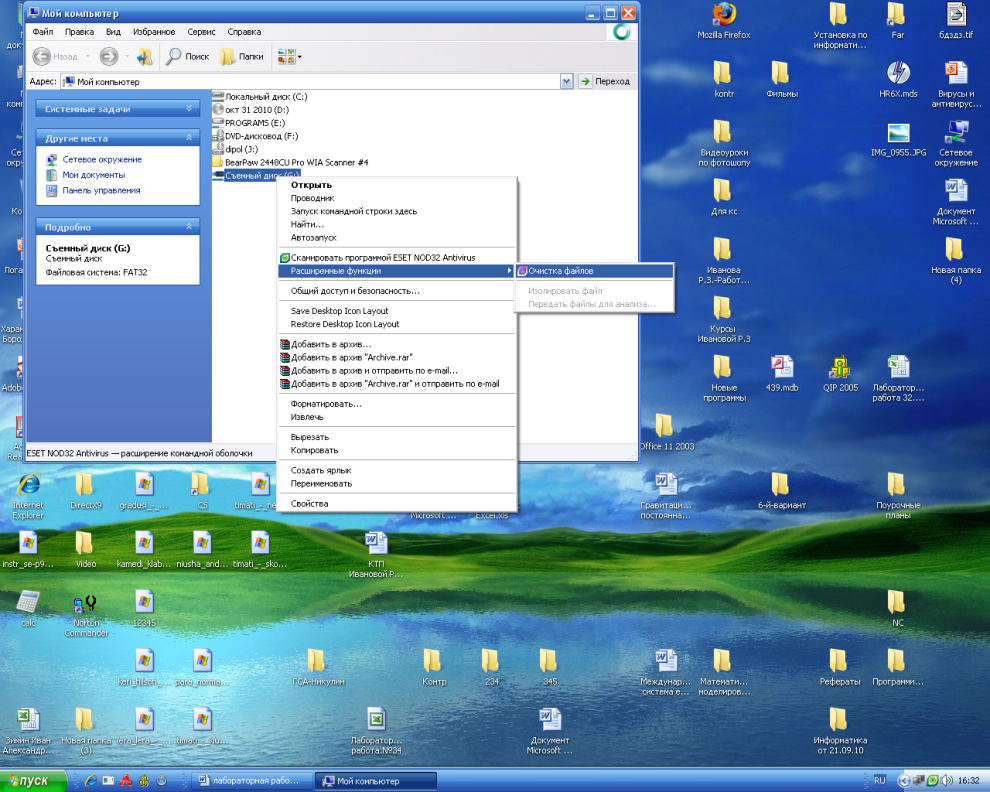 Мой компьютер
Файл Правка Вид Избранное Сервис Справка
Назад Поиск Папки
Адрес: Мой компьютер Переход
Системные задачи
Другие места
Сетевое окружение
Мои документы
Панель управления
Подробно
Съемный диск (G:)
Съемный диск
Файловая система: FAT32
Локальный диск (C:)
окт 31 2010 (D:)
PROGRAMS (E:)
DVD-дисковод (F:)
dipol (J:)
BearPaw 2448CU Pro WIA Scanner #4
Съемный диск (G:)
Открыть
Проводник
Запуск командной строки здесь
Найти...
Автозапуск
Сканировать программой ESET NOD32 Antivirus
Расширенные функции
Очистка файлов
Изолировать файл
Передать файлы для анализа...
Общий доступ и безопасность...
Save Desktop Icon Layout
Restore Desktop Icon Layout
Добавить в архив...
Добавить в архив "Archive.rar"
Добавить в архив и отправить по e-mail...
Добавить в архив "Archive.rar" и отправить по e-mail
Форматировать...
Извлечь
Вырезать
Копировать
Создать ярлык
Переименовать
Свойства
ESET NOD32 Antivirus — расширение командной оболочки
Mozilla Firefox
Установка по
информати...
Far
бдзд3.tif
kontr
Фильмы
HR6X.mds
Вирусы и
антивирус...
Видеоуроки
по фотошопу
IMG_0955.JPG
Сетевое
окружение
Для кс
Документ
Microsoft ...
Иванова
Р.З.-Работ...
Новая папка
(4)
Курсы
Ивановой Р.З
Новые
программы
439.mdb
QIP 2005
Лаборатор...
работа 32....
Office 11 2003
Internet
Explorer
DirectX9
gradusi_-_...
G5
timati_-_ne
Microsoft ...
Excel.xls
Гравитаци...
постоянна...
6-й-вариант
Поурочные
планы
instr_se-p9...
Video
kamedi_klab...
niusha_and...
timati_-_sko...
КТП
Ивановой Р...
calc
Norton
Commander
12345
NC
keri_hilson_...
para_norma...
ГСА-Никулин
Контр
234
345
Междунар...
система е...
Математи...
моделиров...
Рефераты
Програми...
Зимин Иван
Александр...
Новая папка
(3)
vera_lera_-_...
timati_-_klu...
Лаборатор...
работа.№34
Документ
Microsoft ...
Информатика
от 21.09.10
пуск
лабораторная рабо...
Мой компьютер
RU
16:32